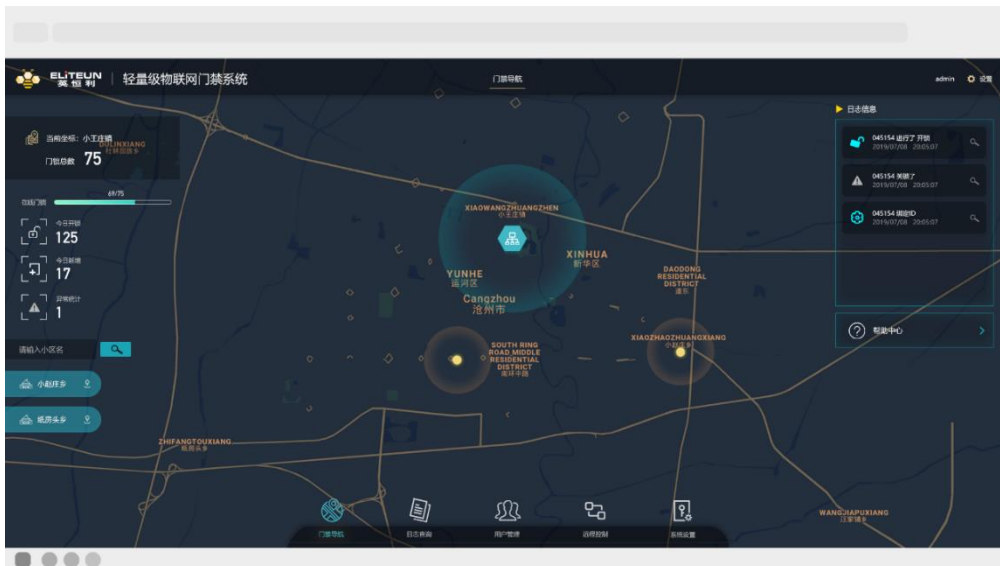 ELiTEUN
英恒利
轻量级物联网门禁系统
门禁导航
admin
设置
当前坐标：小王庄镇
门锁总数 75
DULINXIANG
杜林回族乡
在线门锁
69/75
今日开锁
125
今日新增
17
异常统计
1
请输入小区名
小赵庄乡
纸房头乡
XIAOWANGZHUANGZHEN
小王庄镇
XINHUA
新华区
YUNHE
运河区
Cangzhou
沧州市
DAODONG
RESIDENTIAL
DISTRICT
道东
SOUTH RING
ROAD MIDDLE
RESIDENTIAL
DISTRICT
南环中路
XIAOZHAOZHUANGXIANG
小赵庄乡
ZHIFANGTOUXIANG
纸房头乡
WANGJIAPUXIANG
汪家铺乡
日志信息
045154 进行了 开锁
2019/07/08 20:05:07
045154 关锁了
2019/07/08 20:05:07
045154 绑定ID
2019/07/08 20:05:07
帮助中心
门禁导航
日志查询
用户管理
远程控制
系统设置